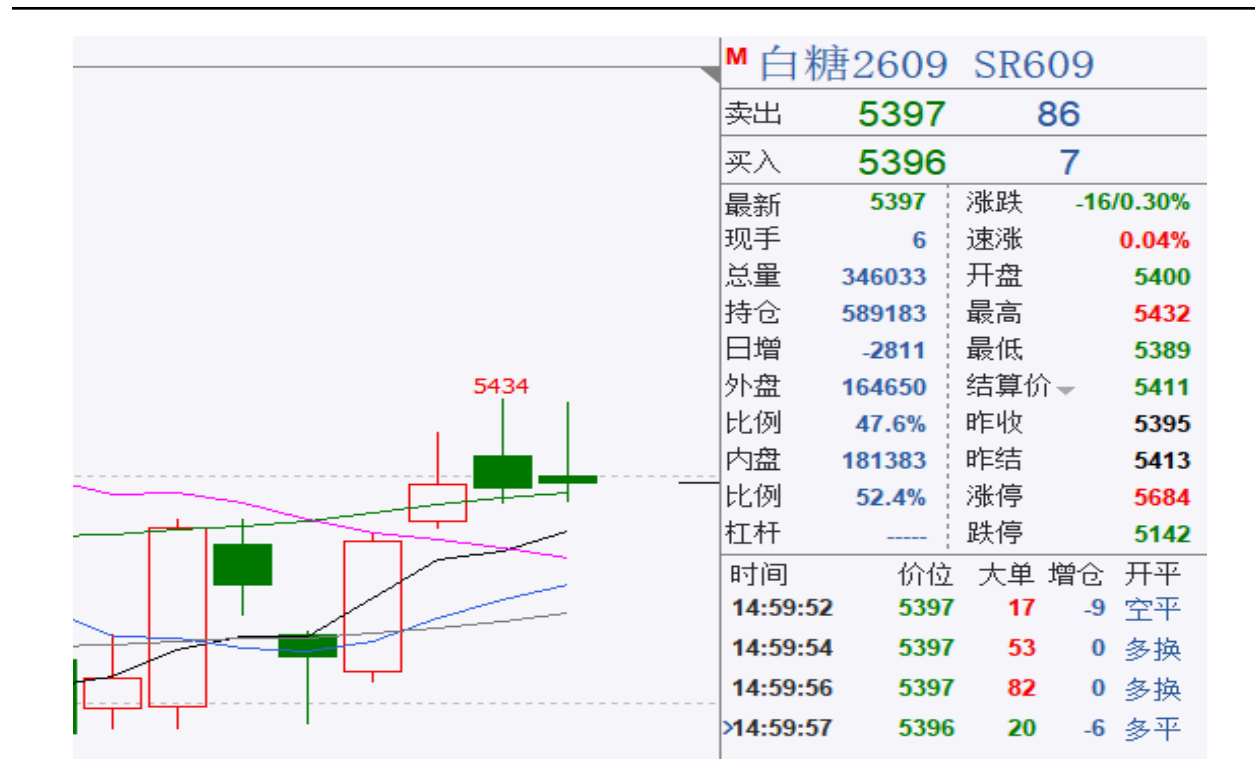 M 白糖2609 SR609
卖出 5397 86
买入 5396 7
最新 5397 涨跌 -16/0.30%
现手 6 速涨 0.04%
总量 346033 开盘 5400
持仓 589183 最高 5432
日增 -2811 最低 5389
外盘 164650 结算价 5411
比例 47.6% 昨收 5395
内盘 181383 昨结 5413
比例 52.4% 涨停 5684
杠杆 ----- 跌停 5142
时间 价位 大单 增仓 开平
14:59:52 5397 17 -9 空平
14:59:54 5397 53 0 多换
14:59:56 5397 82 0 多换
>14:59:57 5396 20 -6 多平
5434